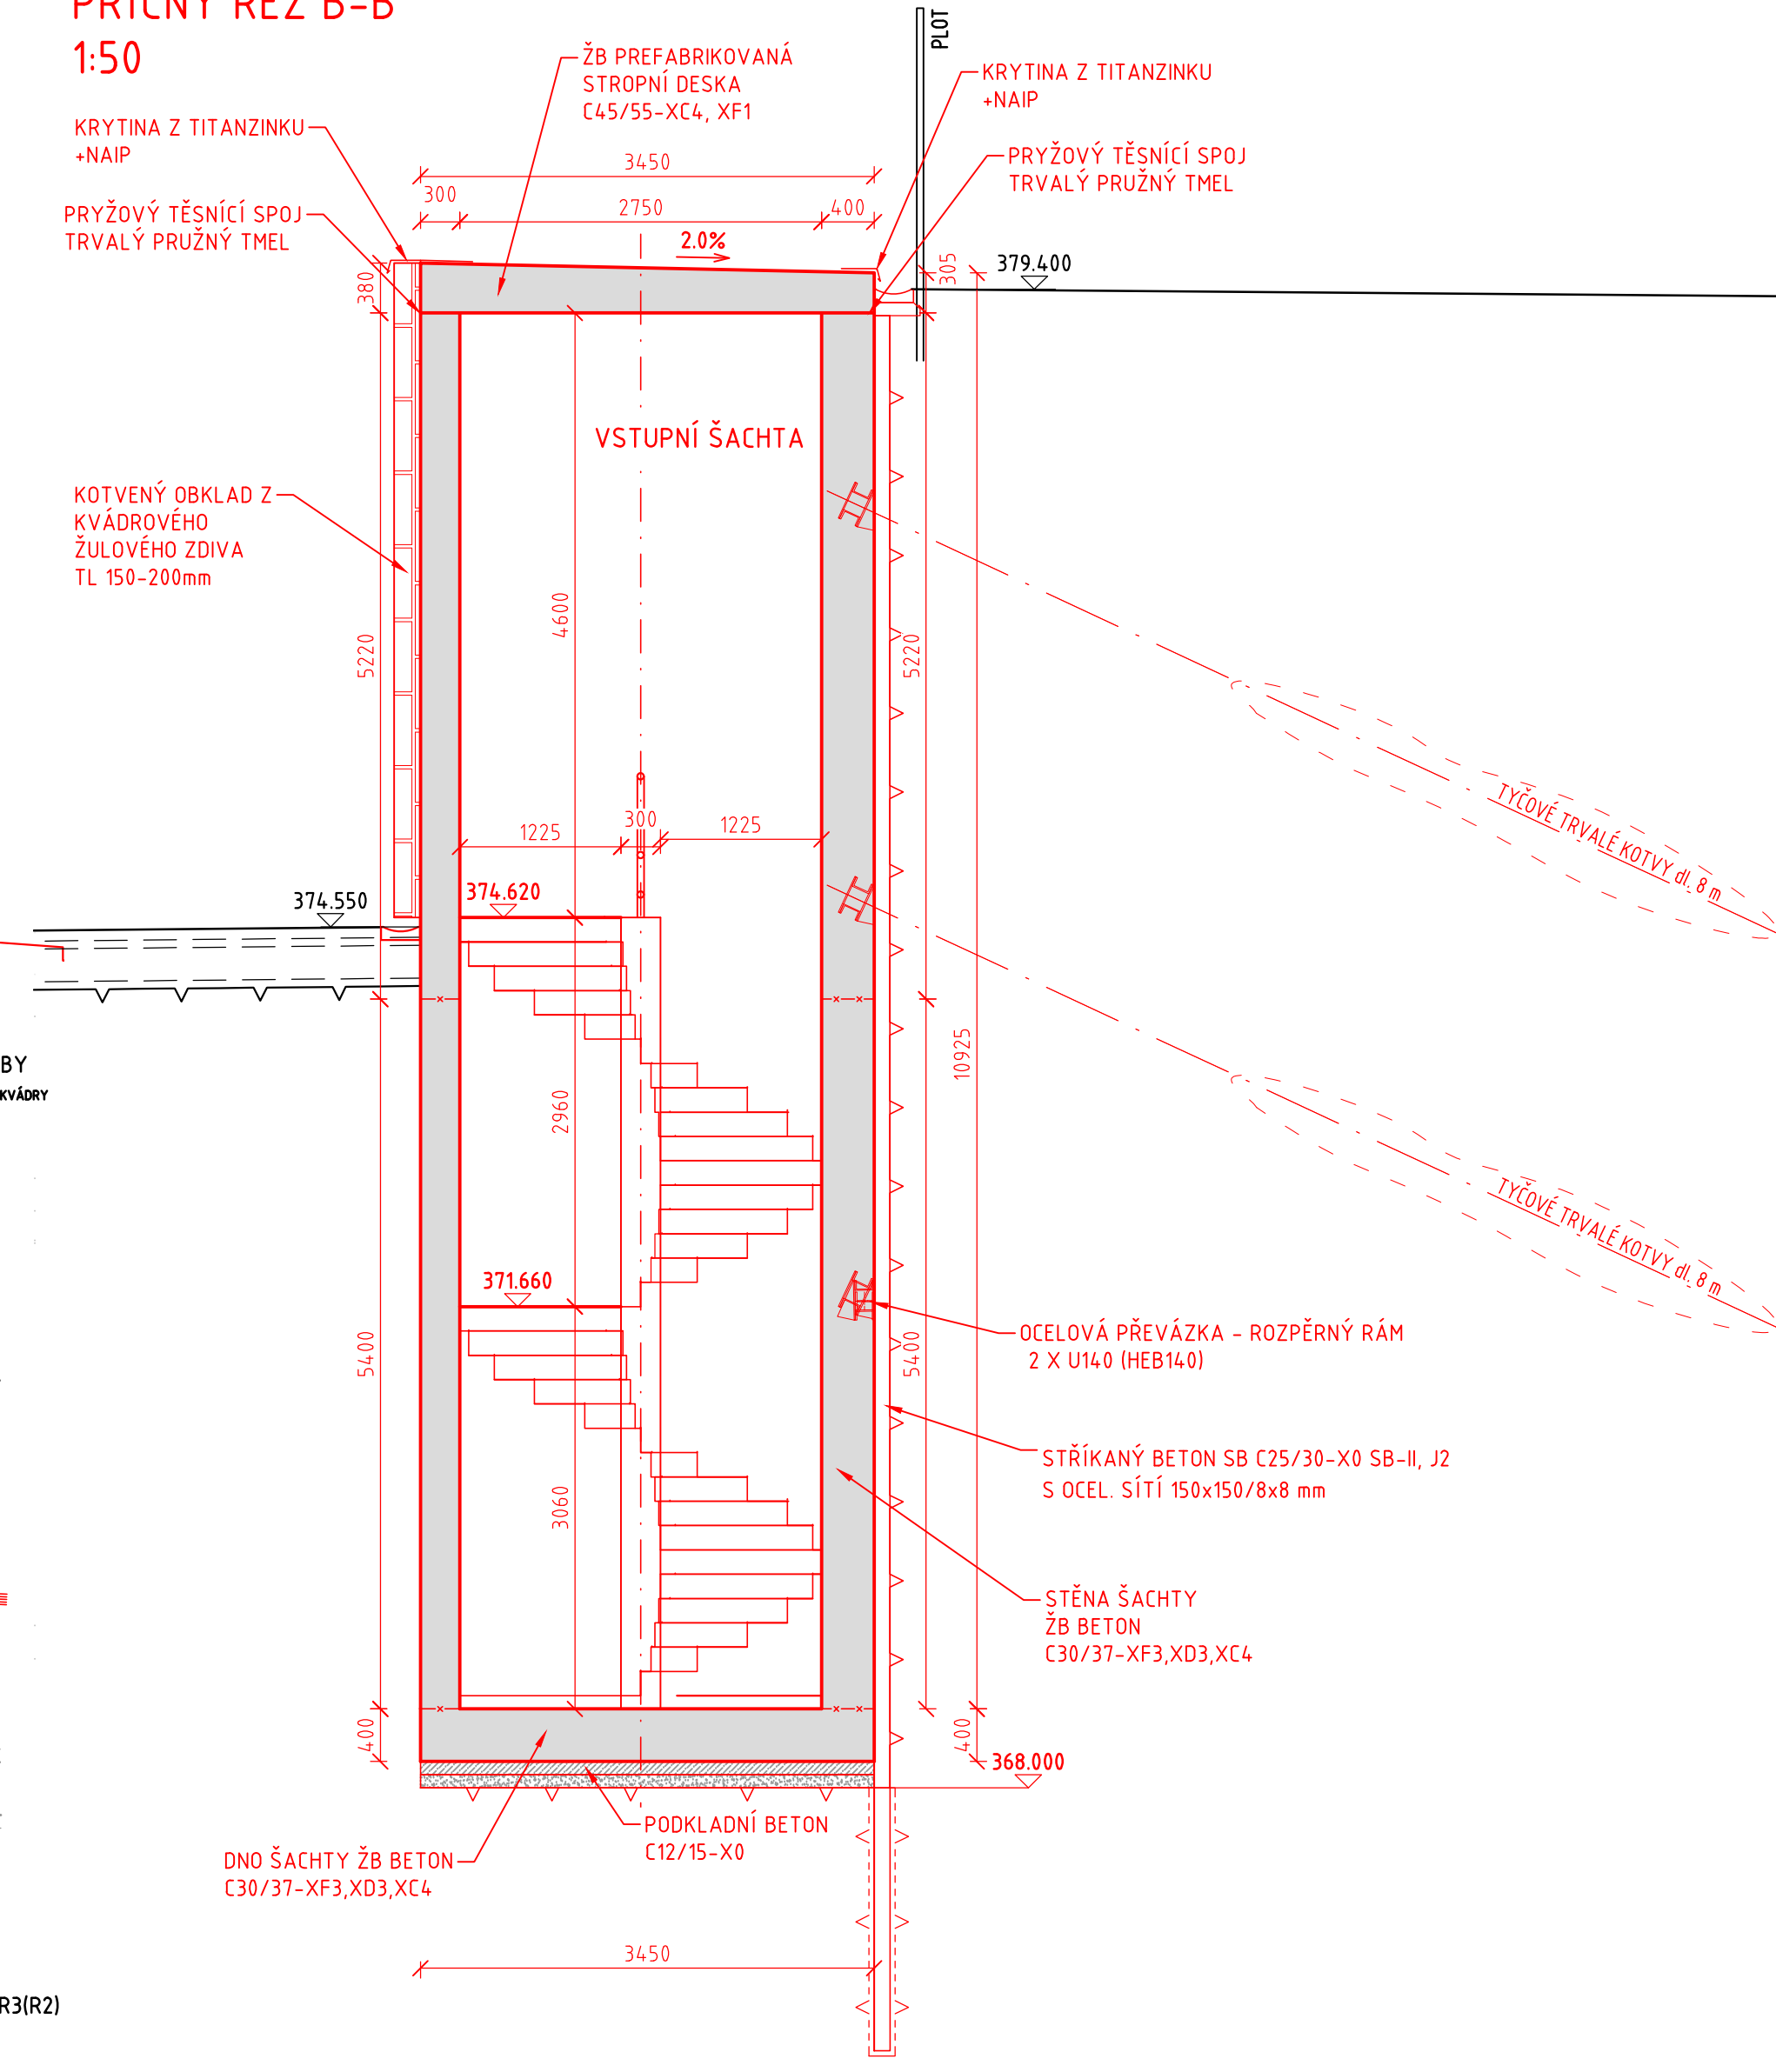 PŘÍČNÝ ŘEZ B-B
1:50
PLOT
ŽB PREFABRIKOVANÁ
STROPNÍ DESKA
C45/55-XC4, XF1
KRYTINA Z TITANZINKU
+NAIP
KRYTINA Z TITANZINKU
+NAIP
PRYŽOVÝ TĚSNÍCÍ SPOJ
TRVALÝ PRUŽNÝ TMEL
PRYŽOVÝ TĚSNÍCÍ SPOJ
TRVALÝ PRUŽNÝ TMEL
3450
300
2750
400
2.0%
380
305
379.400
VSTUPNÍ ŠACHTA
KOTVENÝ OBKLAD Z
KVÁDROVÉHO
ŽULOVÉHO ZDIVA
TL 150-200mm
4600
5220
5220
TYČOVÉ TRVALÉ KOTVY dl. 8 m
1225
300
1225
374.550
374.620
10925
BY
KVÁDRY
2960
TYČOVÉ TRVALÉ KOTVY dl. 8 m
371.660
5400
5400
OCELOVÁ PŘEVÁZKA - ROZPĚRNÝ RÁM
2 X U140 (HEB140)
STŘÍKANÝ BETON SB C25/30-X0 SB-II, J2
S OCEL. SÍTÍ 150x150/8x8 mm
3060
STĚNA ŠACHTY
ŽB BETON
C30/37-XF3,XD3,XC4
400
400
368.000
PODKLADNÍ BETON
C12/15-X0
DNO ŠACHTY ŽB BETON
C30/37-XF3,XD3,XC4
3450
R3(R2)